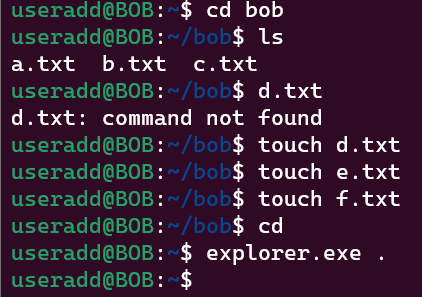 useradd@BOB:~$ cd bob
useradd@BOB:~/bob$ ls
a.txt  b.txt  c.txt
useradd@BOB:~/bob$ d.txt
d.txt: command not found
useradd@BOB:~/bob$ touch d.txt
useradd@BOB:~/bob$ touch e.txt
useradd@BOB:~/bob$ touch f.txt
useradd@BOB:~/bob$ cd
useradd@BOB:~$ explorer.exe .
useradd@BOB:~$